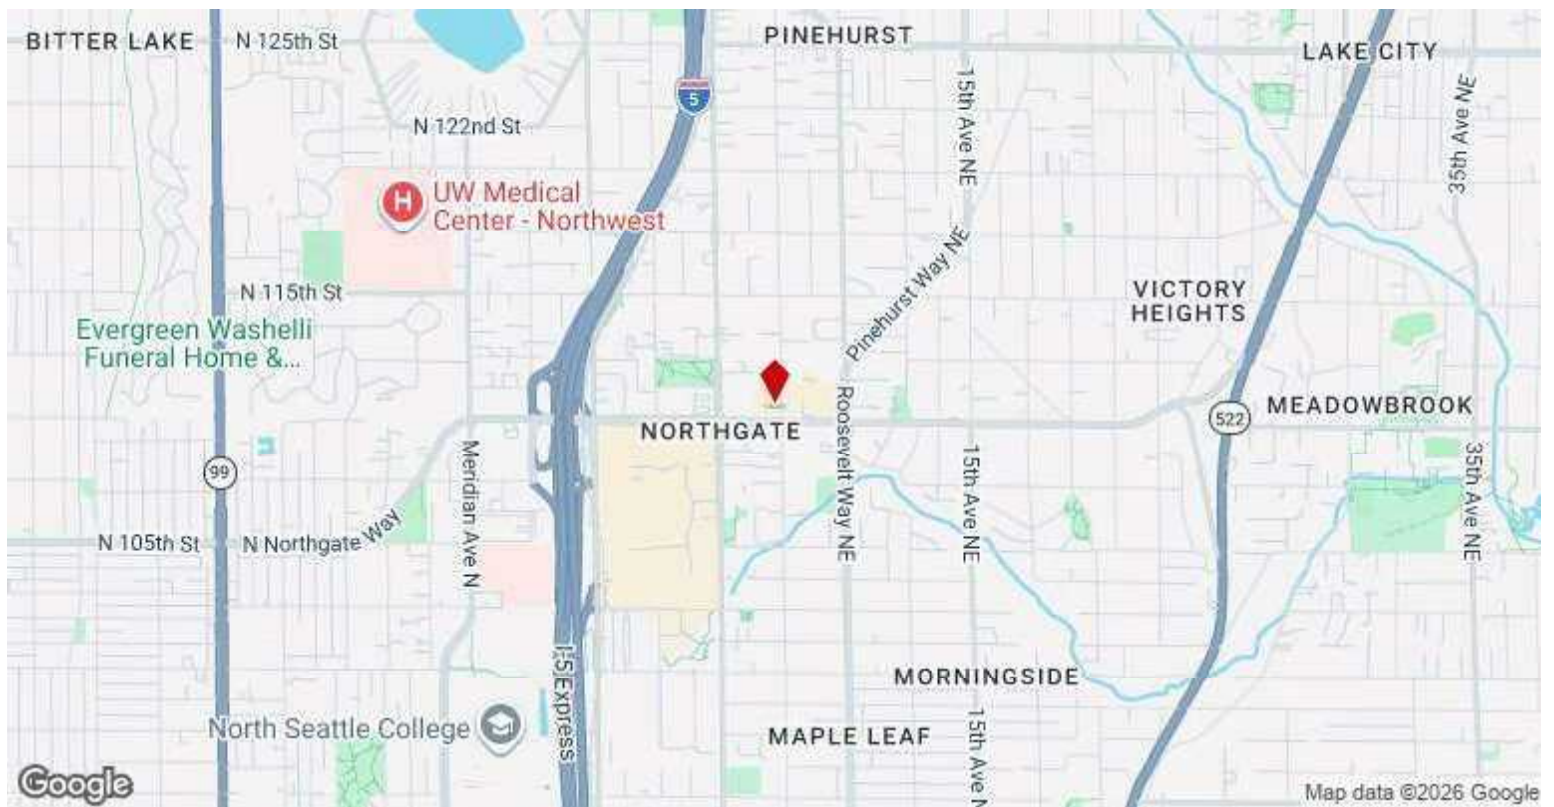 BITTER LAKE
N 125th St
PINEHURST
LAKE CITY
5
15th Ave NE
35th Ave NE
N 122nd St
H
UW Medical
Center - Northwest
Pinehurst Way NE
N 115th St
VICTORY
HEIGHTS
Evergreen Washelli
Funeral Home &...
NORTHGATE
Roosevelt Way NE
522
MEADOWBROOK
99
Meridian Ave N
15th Ave NE
35th Ave NE
N 105th St
N Northgate Way
I-5 Express
MORNINGSIDE
North Seattle College
MAPLE LEAF
15th Ave N
Google
Map data ©2026 Google